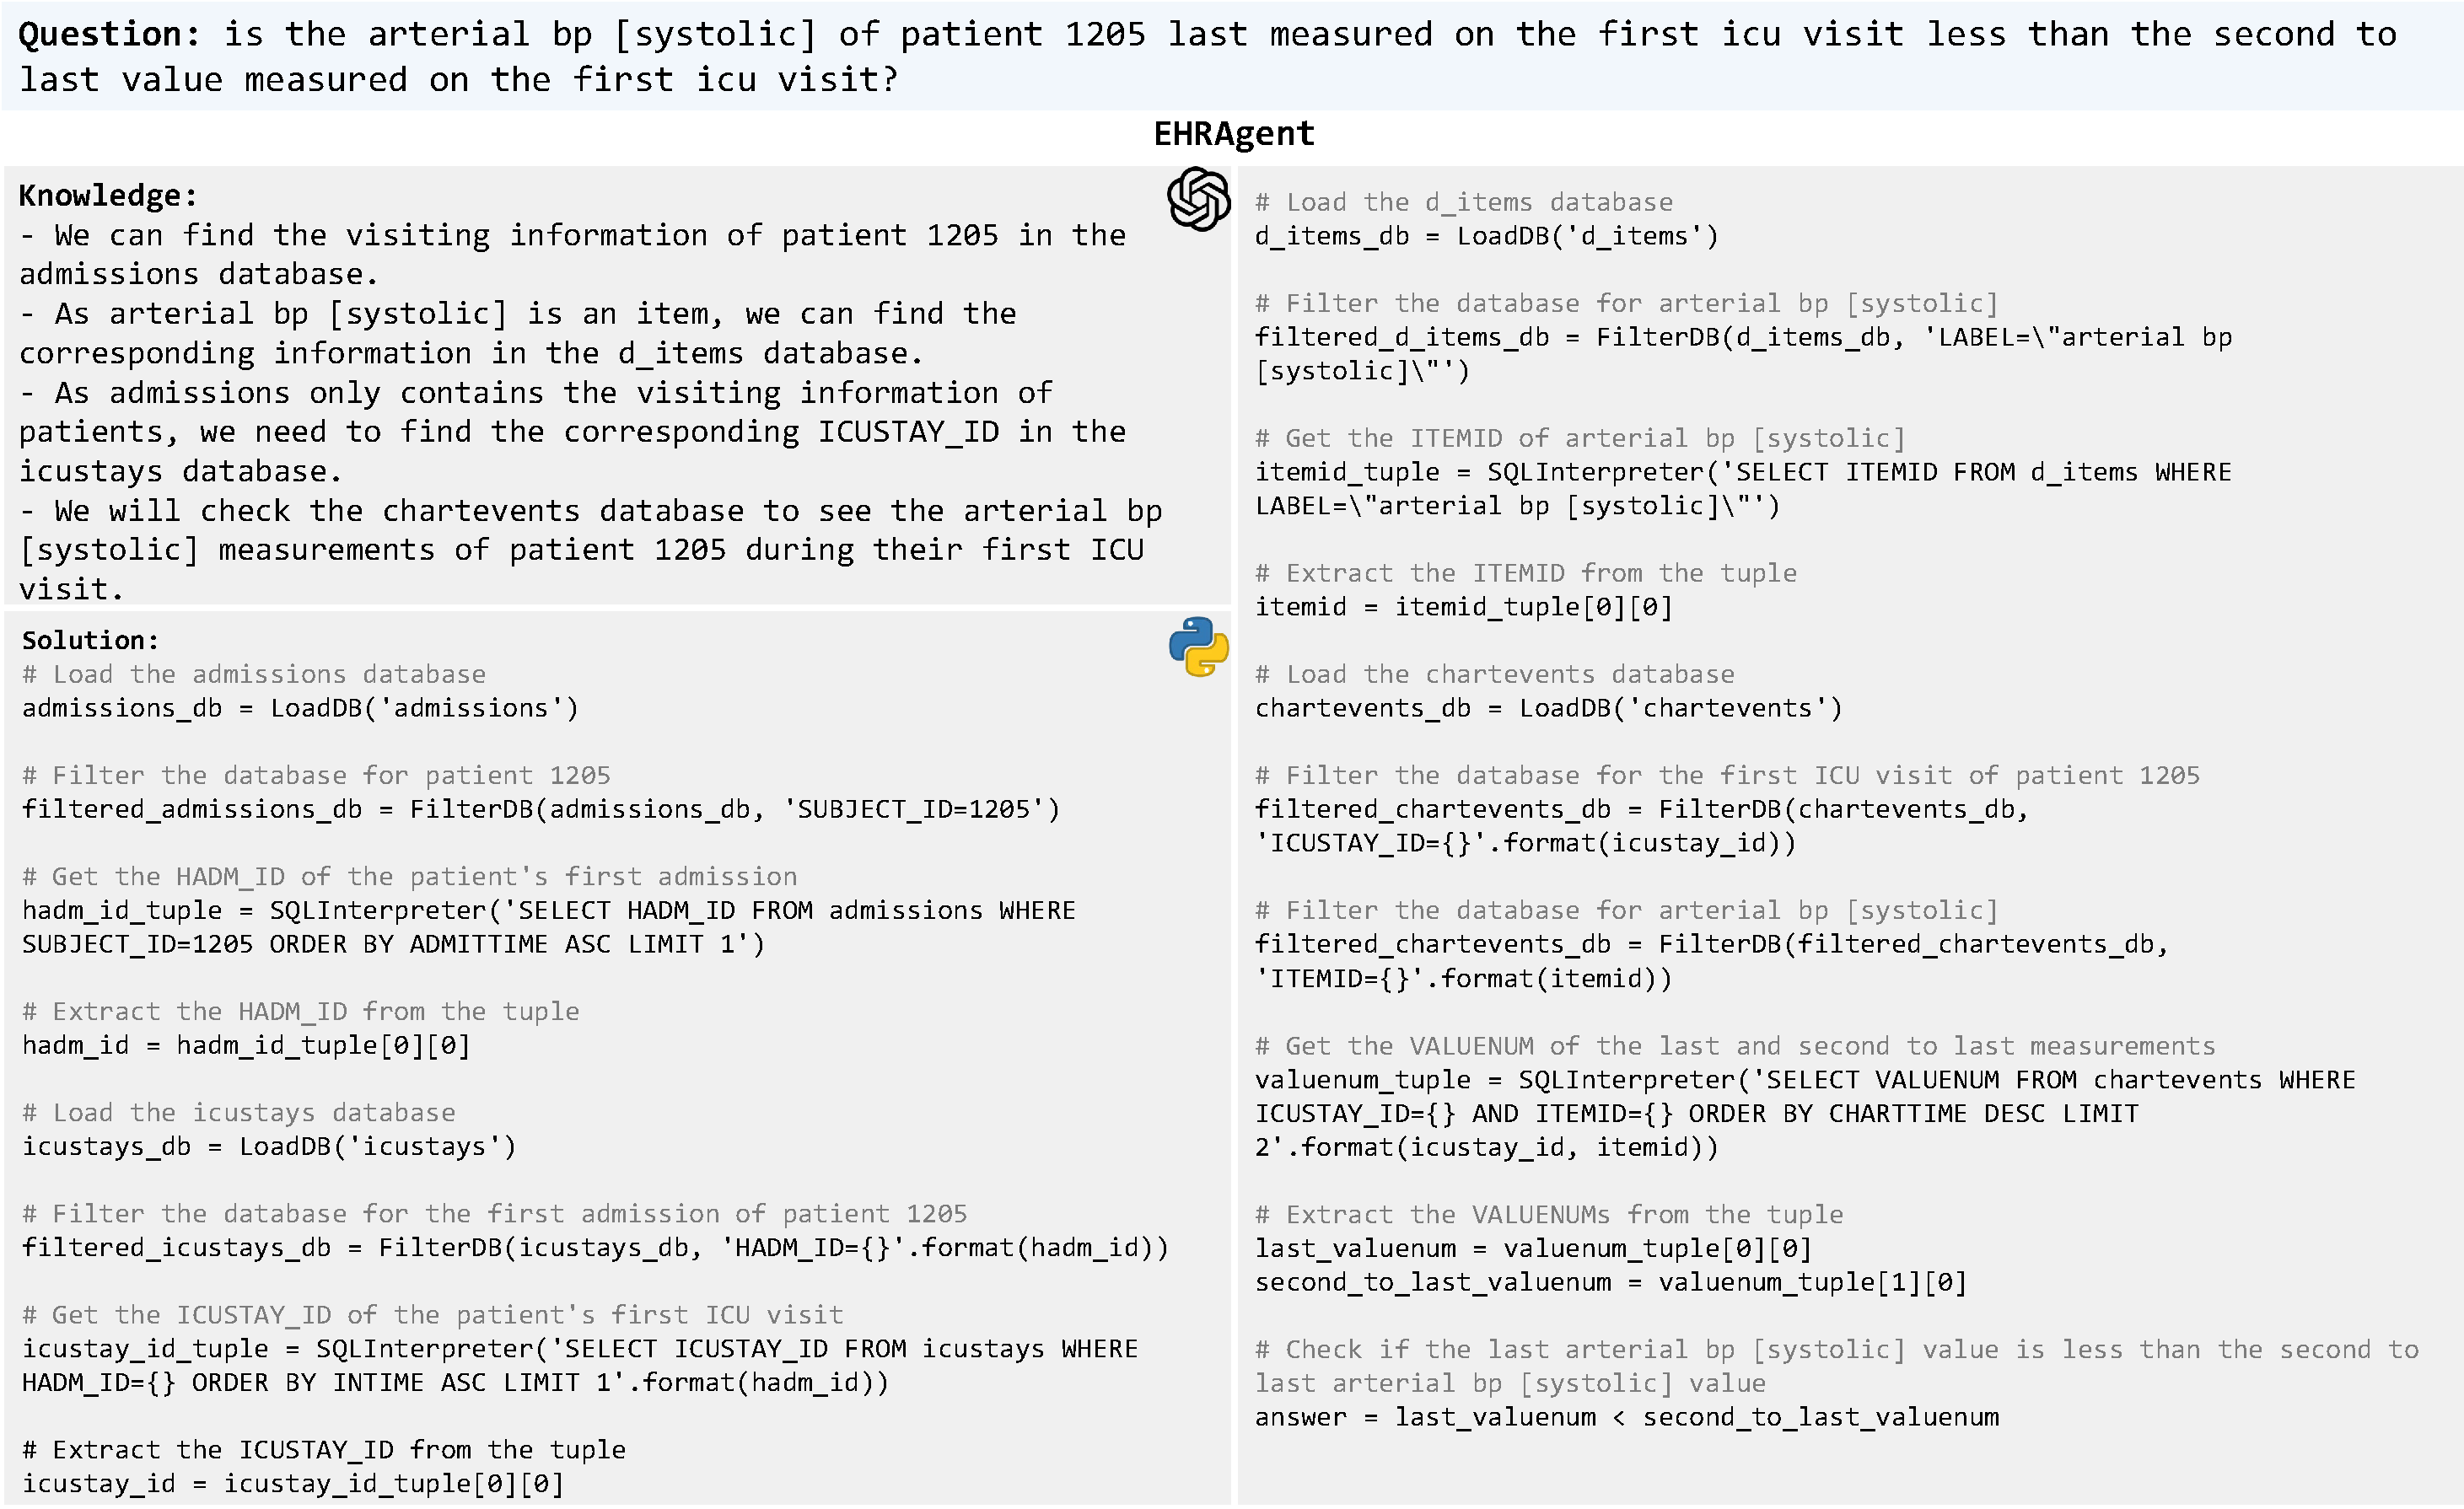 Question: is the arterial bp [systolic] of patient 1205 last measured on the first icu visit less than the second to
last value measured on the first icu visit?
EHRAgent
Knowledge:
- We can find the visiting information of patient 1205 in the
admissions database.
- As arterial bp [systolic] is an item, we can find the
corresponding information in the d_items database.
- As admissions only contains the visiting information of
patients, we need to find the corresponding ICUSTAY_ID in the
icustays database.
- We will check the chartevents database to see the arterial bp
[systolic] measurements of patient 1205 during their first ICU
visit.
Solution:
# Load the admissions database
admissions_db = LoadDB('admissions')
# Filter the database for patient 1205
filtered_admissions_db = FilterDB(admissions_db, 'SUBJECT_ID=1205')
# Get the HADM_ID of the patient's first admission
hadm_id_tuple = SQLInterpreter('SELECT HADM_ID FROM admissions WHERE
SUBJECT_ID=1205 ORDER BY ADMITTIME ASC LIMIT 1')
# Extract the HADM_ID from the tuple
hadm_id = hadm_id_tuple[0][0]
# Load the icustays database
icustays_db = LoadDB('icustays')
# Filter the database for the first admission of patient 1205
filtered_icustays_db = FilterDB(icustays_db, 'HADM_ID={}'.format(hadm_id))
# Get the ICUSTAY_ID of the patient's first ICU visit
icustay_id_tuple = SQLInterpreter('SELECT ICUSTAY_ID FROM icustays WHERE
HADM_ID={} ORDER BY INTIME ASC LIMIT 1'.format(hadm_id))
# Extract the ICUSTAY_ID from the tuple
icustay_id = icustay_id_tuple[0][0]
# Load the d_items database
d_items_db = LoadDB('d_items')
# Filter the database for arterial bp [systolic]
filtered_d_items_db = FilterDB(d_items_db, 'LABEL=\"arterial bp
[systolic]\"')
# Get the ITEMID of arterial bp [systolic]
itemid_tuple = SQLInterpreter('SELECT ITEMID FROM d_items WHERE
LABEL=\"arterial bp [systolic]\"')
# Extract the ITEMID from the tuple
itemid = itemid_tuple[0][0]
# Load the chartevents database
chartevents_db = LoadDB('chartevents')
# Filter the database for the first ICU visit of patient 1205
filtered_chartevents_db = FilterDB(chartevents_db,
'ICUSTAY_ID={}'.format(icustay_id))
# Filter the database for arterial bp [systolic]
filtered_chartevents_db = FilterDB(filtered_chartevents_db,
'ITEMID={}'.format(itemid))
# Get the VALUENUM of the last and second to last measurements
valuenum_tuple = SQLInterpreter('SELECT VALUENUM FROM chartevents WHERE
ICUSTAY_ID={} AND ITEMID={} ORDER BY CHARTTIME DESC LIMIT
2'.format(icustay_id, itemid))
# Extract the VALUENUMs from the tuple
last_valuenum = valuenum_tuple[0][0]
second_to_last_valuenum = valuenum_tuple[1][0]
# Check if the last arterial bp [systolic] value is less than the second to
last arterial bp [systolic] value
answer = last_valuenum < second_to_last_valuenum